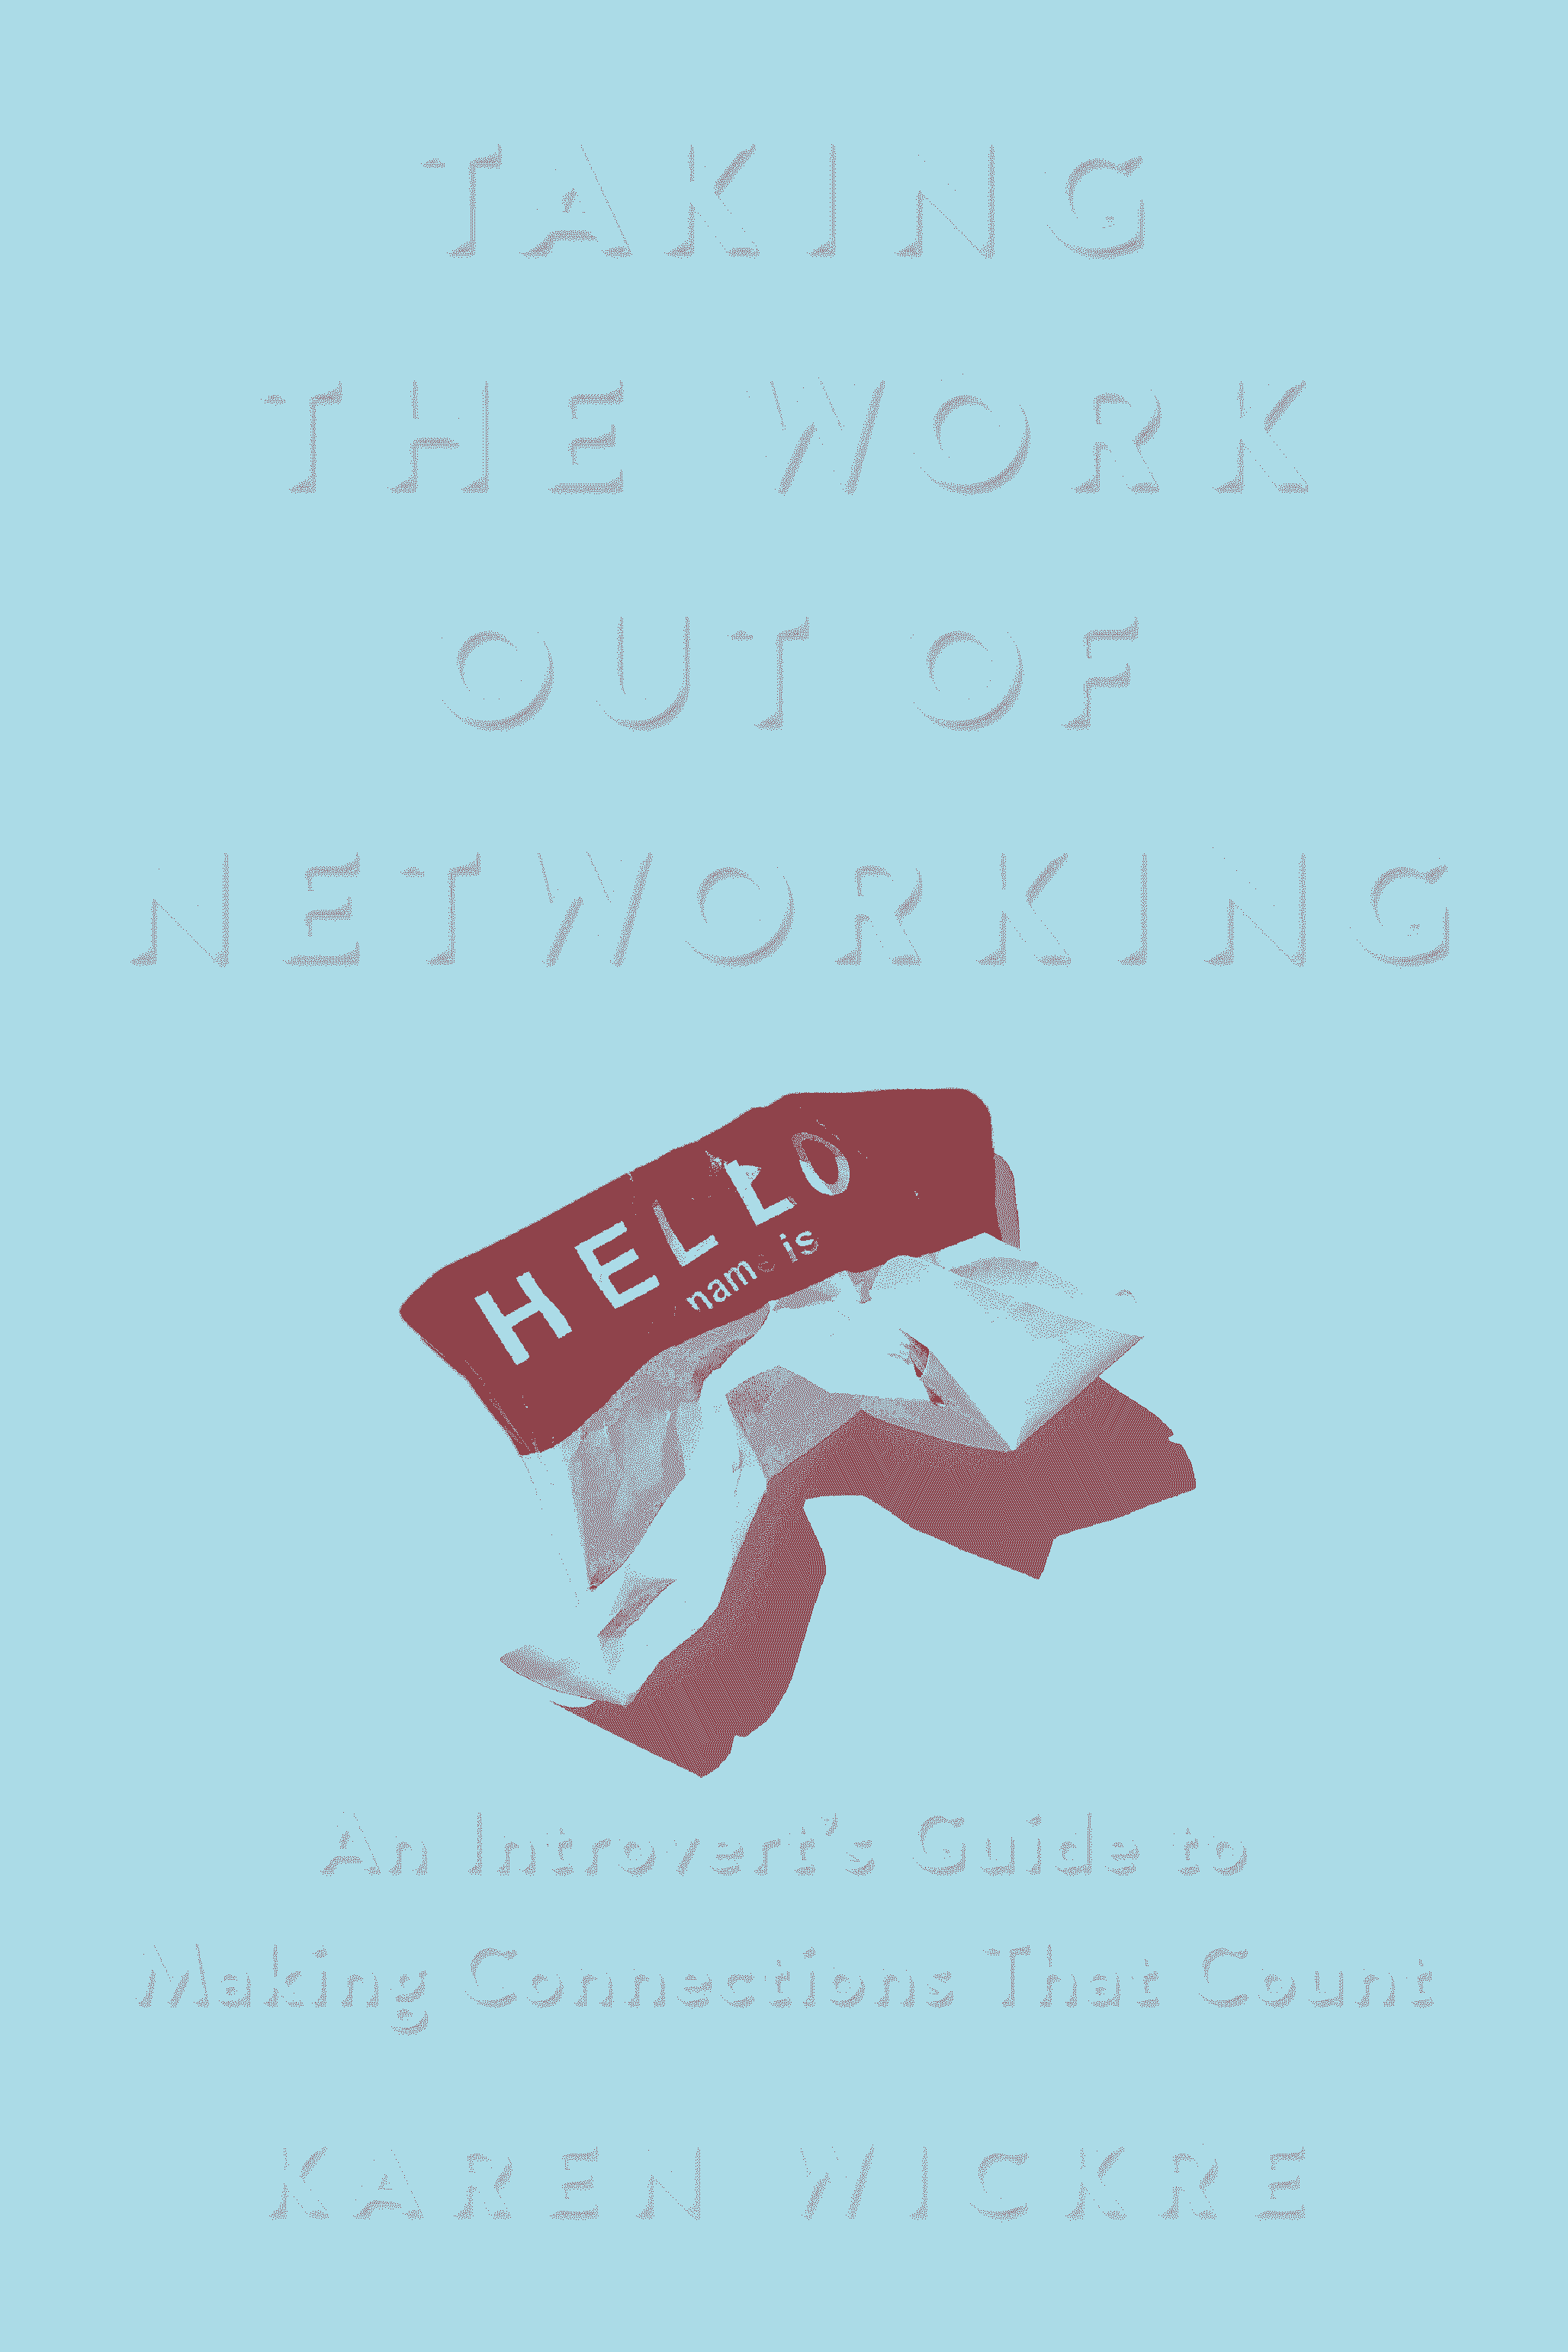 TAKING
THE WORK
OUT OF
NETWORKING
HELLO
name is
An Introvert's Guide to
Making Connections That Count
KAREN WICKRE